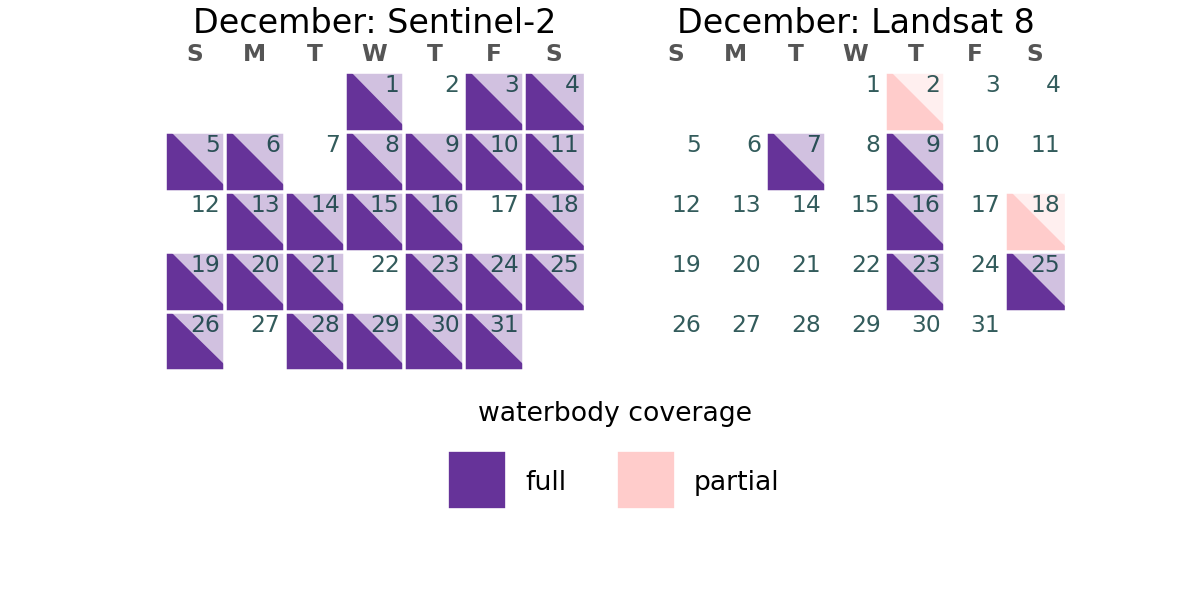 December: Sentinel-2
S M T W T F S
1 2 3 4
5 6 7 8 9 10 11
12 13 14 15 16 17 18
19 20 21 22 23 24 25
26 27 28 29 30 31
December: Landsat 8
S M T W T F S
1 2 3 4
5 6 7 8 9 10 11
12 13 14 15 16 17 18
19 20 21 22 23 24 25
26 27 28 29 30 31
waterbody coverage
full
partial